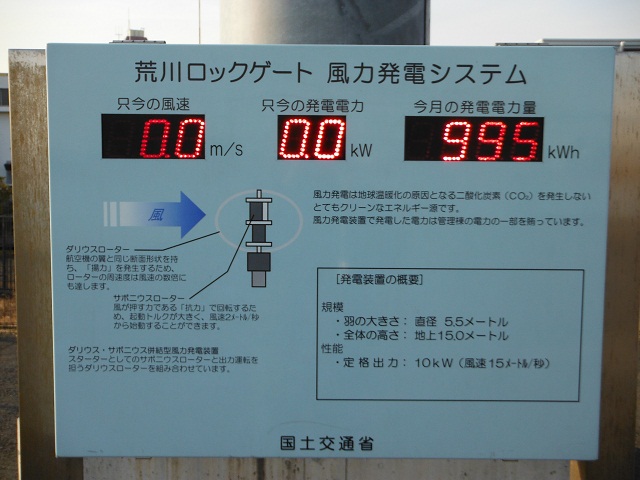 荒川ロックゲート 風力発電システム
只今の風速 只今の発電電力 今月の発電電力量
0.0 m/s 0.0 kW 995 kWh
風力発電は地球温暖化の原因となる二酸化炭素（CO₂）を発生しない
とてもクリーンなエネルギー源です。
風力発電装置で発電した電力は管理棟の電力の一部を賄っています。
風
ダリウスローター
航空機の翼と同じ断面形状を持
ち、「揚力」を発生するため、
ローターの周速度は風速の数倍に
も達します。
サボニウスローター
風が押す力である「抗力」で回転するた
め、起動トルクが大きく、風速2ﾒｰﾄﾙ/秒
から始動することができます。
ダリウス・サボニウス併結型風力発電装置
スターターとしてのサボニウスローターと出力運転を
担うダリウスローターを組み合わせています。
［発電装置の概要］
規模
・羽の大きさ： 直径 5.5メートル
・全体の高さ： 地上15.0メートル
性能
・定格出力： 10kW（風速15ﾒｰﾄﾙ/秒）
国土交通省